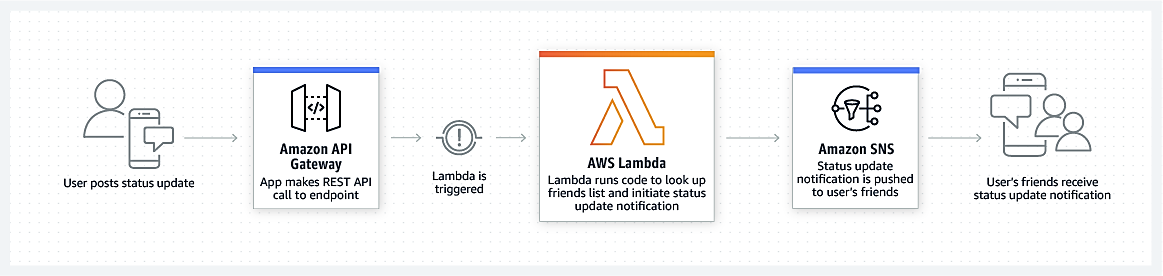 User posts status update
</>
Amazon API
Gateway
App makes REST API
call to endpoint
Lambda is
triggered
AWS Lambda
Lambda runs code to look up
friends list and initiate status
update notification
Amazon SNS
Status update
notification is pushed
to user's friends
User's friends receive
status update notification